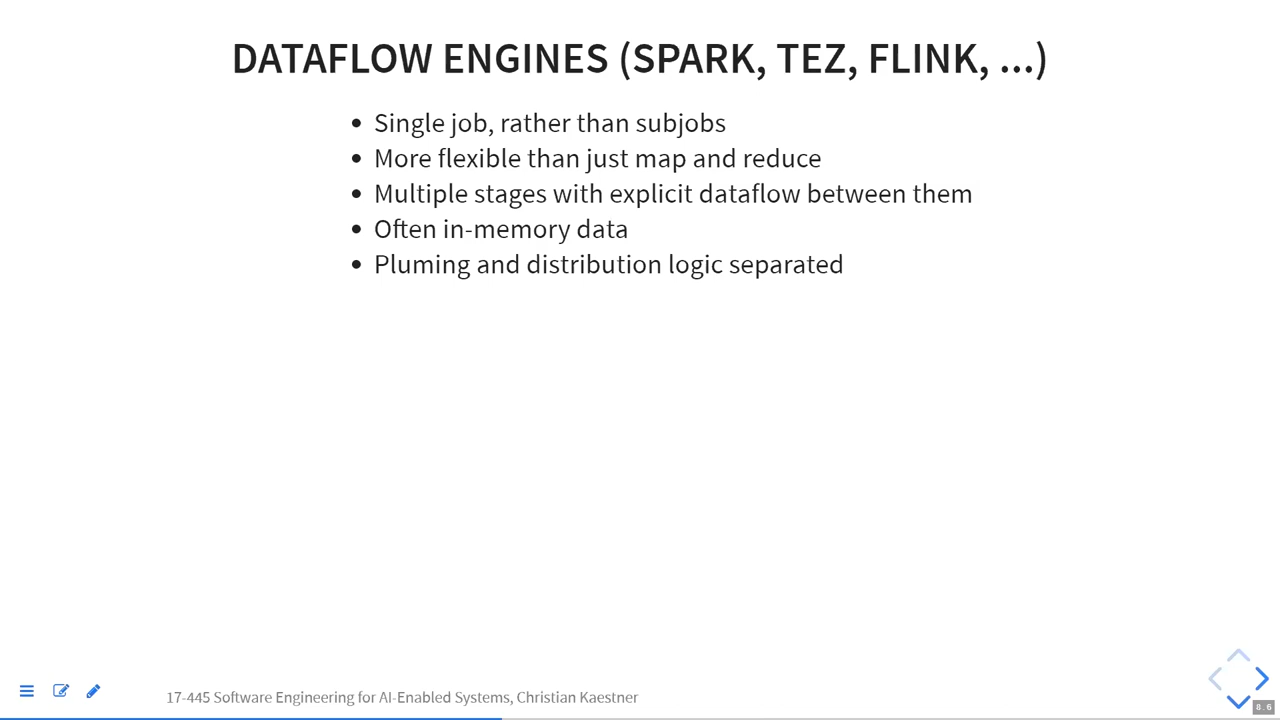 DATAFLOW ENGINES (SPARK, TEZ, FLINK, ...)
• Single job, rather than subjobs
• More flexible than just map and reduce
• Multiple stages with explicit dataflow between them
• Often in-memory data
• Pluming and distribution logic separated
17-445 Software Engineering for AI-Enabled Systems, Christian Kaestner
8.6